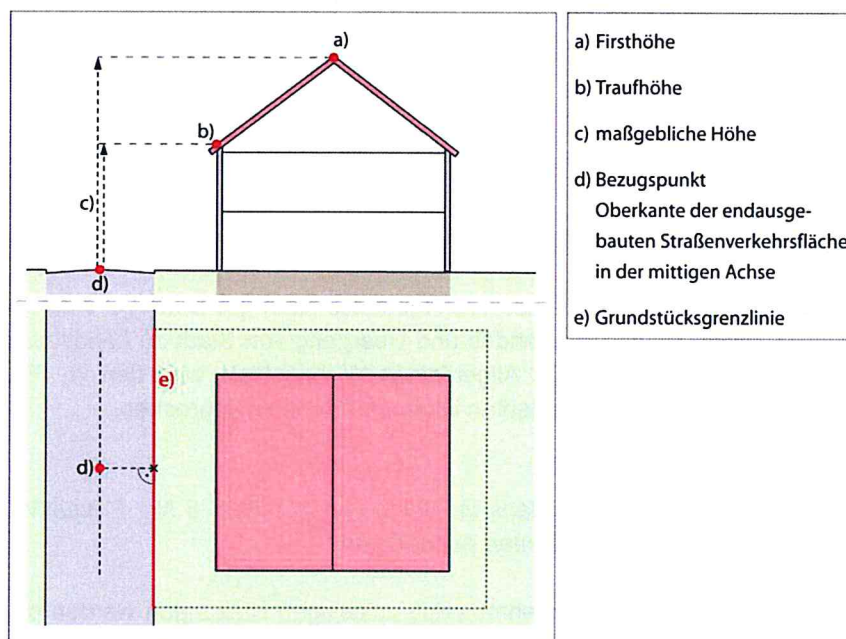 a)
b)
c)
d)
e)
d)
a) Firsthöhe
b) Traufhöhe
c) maßgebliche Höhe
d) Bezugspunkt
Oberkante der endausge-
bauten Straßenverkehrsfläche
in der mittigen Achse
e) Grundstücksgrenzlinie